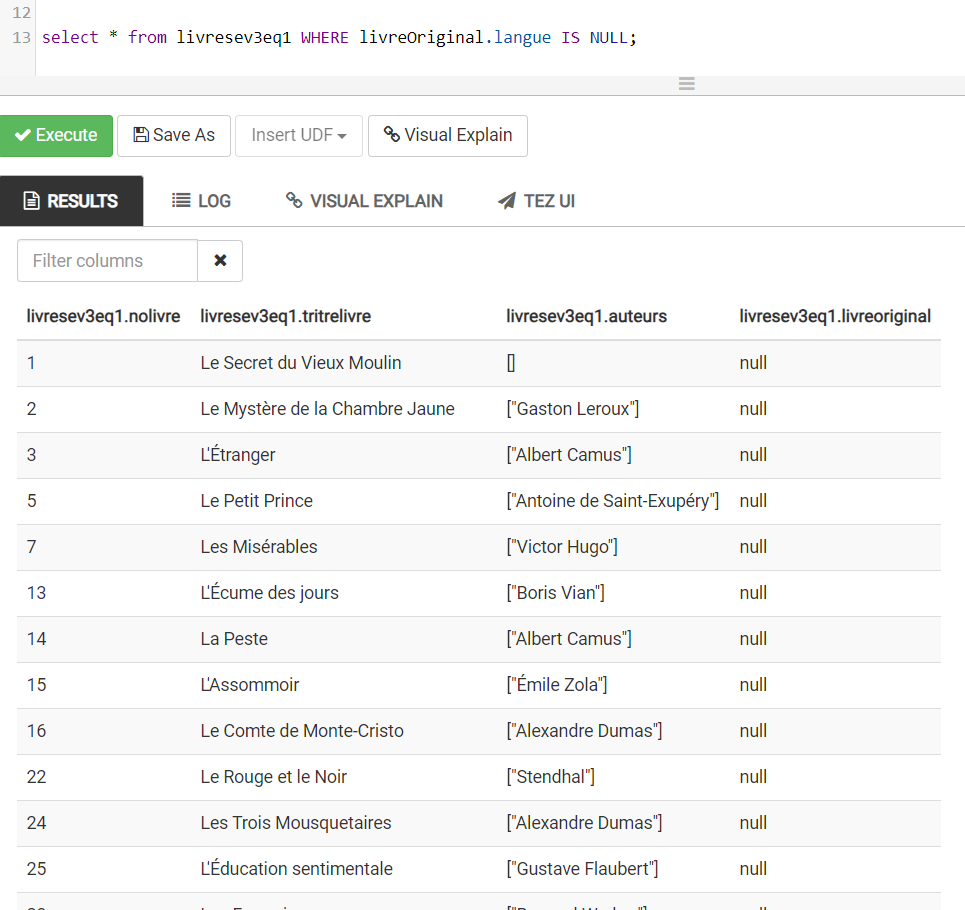 12
13 select * from livresev3eq1 WHERE livreOriginal.langue IS NULL;
Execute Save As Insert UDF Visual Explain
RESULTS LOG VISUAL EXPLAIN TEZ UI
Filter columns
livresev3eq1.nolivre livresev3eq1.tritrelivre livresev3eq1.auteurs livresev3eq1.livreoriginal
1 Le Secret du Vieux Moulin [] null
2 Le Mystère de la Chambre Jaune ["Gaston Leroux"] null
3 L'Étranger ["Albert Camus"] null
5 Le Petit Prince ["Antoine de Saint-Exupéry"] null
7 Les Misérables ["Victor Hugo"] null
13 L'Écume des jours ["Boris Vian"] null
14 La Peste ["Albert Camus"] null
15 L'Assommoir ["Émile Zola"] null
16 Le Comte de Monte-Cristo ["Alexandre Dumas"] null
22 Le Rouge et le Noir ["Stendhal"] null
24 Les Trois Mousquetaires ["Alexandre Dumas"] null
25 L'Éducation sentimentale ["Gustave Flaubert"] null